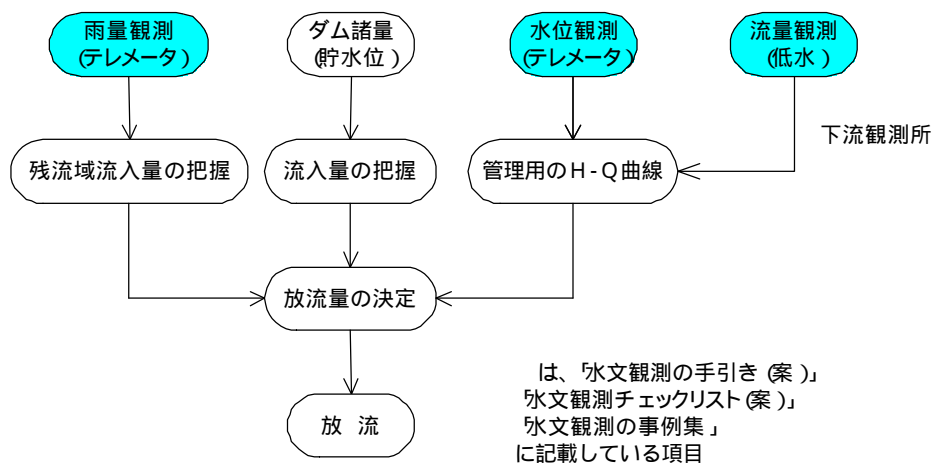 雨量観測
(テレメータ)
ダム諸量
(貯水位)
水位観測
(テレメータ)
流量観測
(低水)
下流観測所
残流域流入量の把握
流入量の把握
管理用のH-Q曲線
放流量の決定
放 流
は、「水文観測の手引き(案)」
「水文観測チェックリスト(案)」
「水文観測の事例集」
に記載している項目